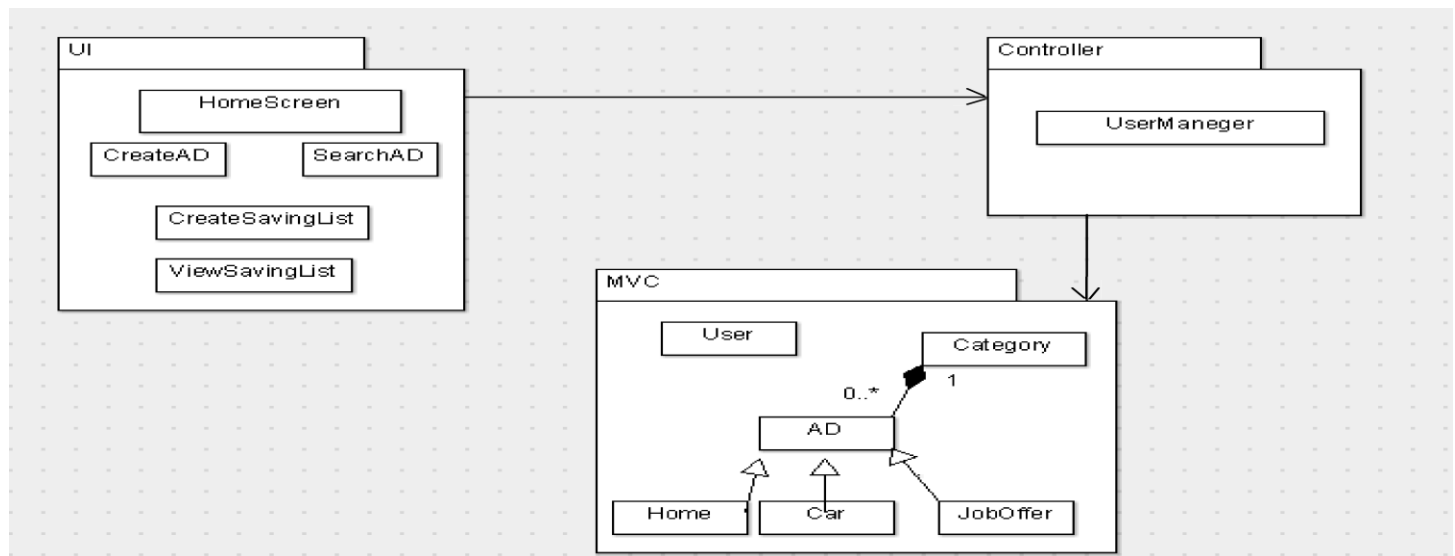 UI
HomeScreen
CreateAD
SearchAD
CreateSavingList
ViewSavingList
Controller
UserManeger
MVC
User
Category
1
0..*
AD
Home
Car
JobOffer